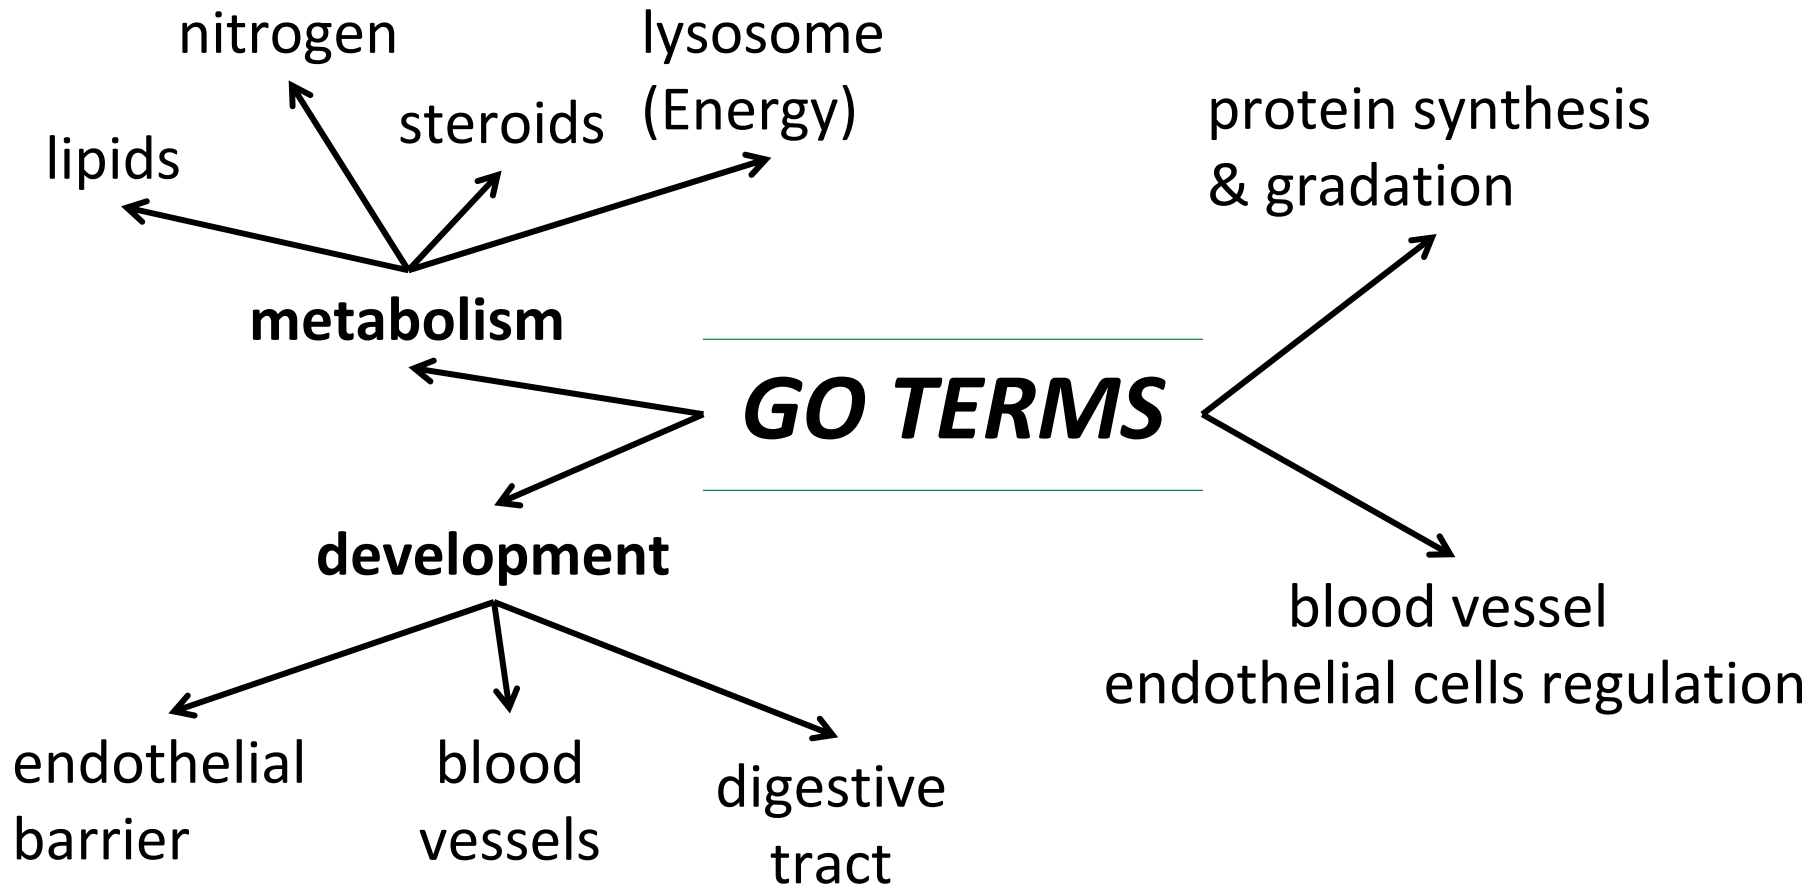 nitrogen
lysosome
(Energy)
steroids
lipids
protein synthesis
& gradation
metabolism
GO TERMS
development
blood vessel
endothelial cells regulation
endothelial
barrier
blood
vessels
digestive
tract